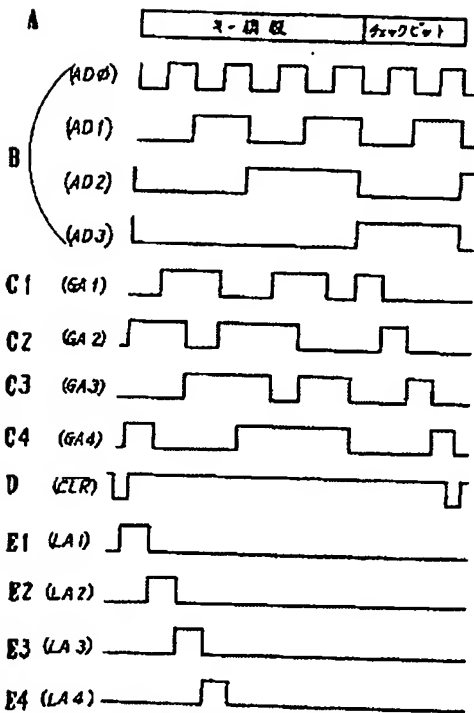 A キー情報 チェックビット
(ADØ)
(AD1)
B
(AD2)
(AD3)
C1 (GA1)
C2 (GA2)
C3 (GA3)
C4 (GA4)
D (CLR)
E1 (LA1)
E2 (LA2)
E3 (LA3)
E4 (LA4)